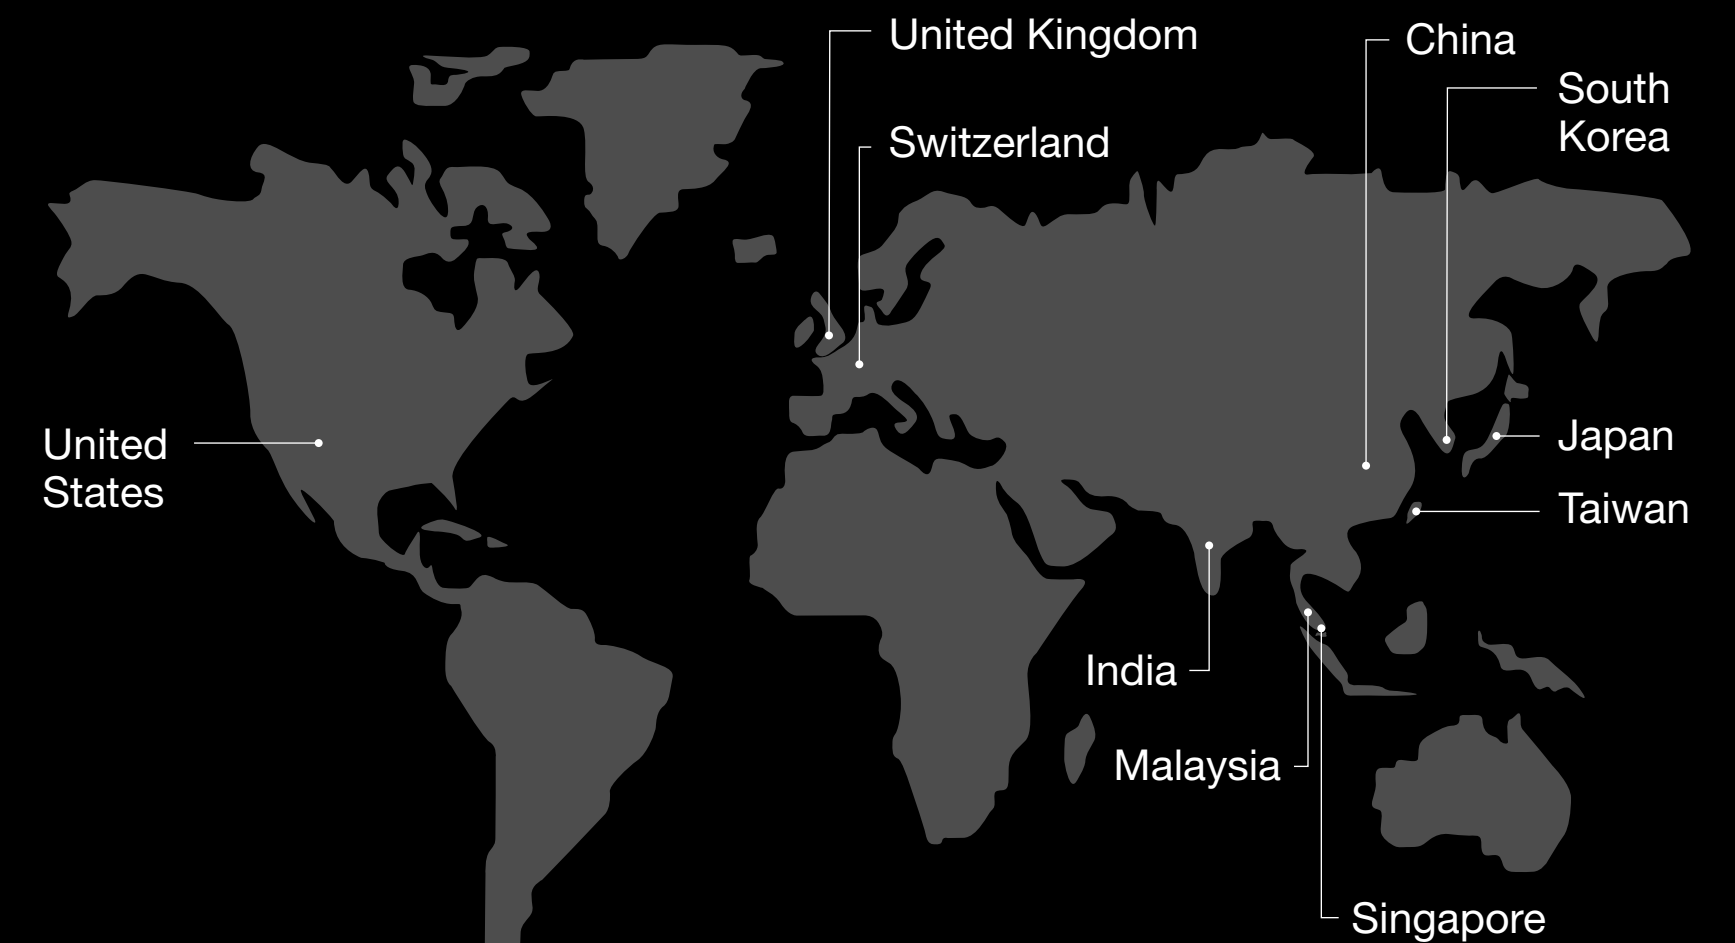 United Kingdom
China
South
Korea
Switzerland
United
States
Japan
Taiwan
India
Malaysia
Singapore